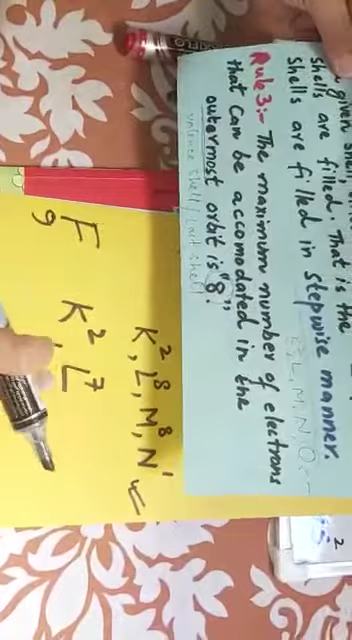 given shell,
shells are filled. That is the
shells are filled in stepwise manner.
K, L, M, N, O
Rule 3:- The maximum number of electrons
that can be accomodated in the
outermost orbit is "8".
valence shell / last shell
K², L⁸, M⁸, N¹
F
9
K² L⁷
2